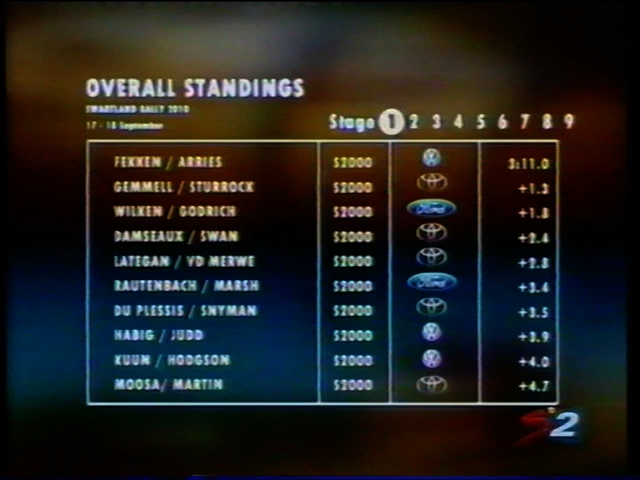 OVERALL STANDINGS
SWARTLAND RALLY 2010
17 - 18 September
Stage 1 2 3 4 5 6 7 8 9
FEKKEN / ARRIES S2000 3:11.0
GEMMELL / STURROCK S2000 +1.3
WILKEN / GODRICH S2000 Ford +1.8
DAMSEAUX / SWAN S2000 +2.4
LATEGAN / VD MERWE S2000 +2.8
RAUTENBACH / MARSH S2000 Ford +3.4
DU PLESSIS / SNYMAN S2000 +3.5
HABIG / JUDD S2000 +3.9
KUUN / HODGSON S2000 +4.0
MOOSA/ MARTIN S2000 +4.7
S2